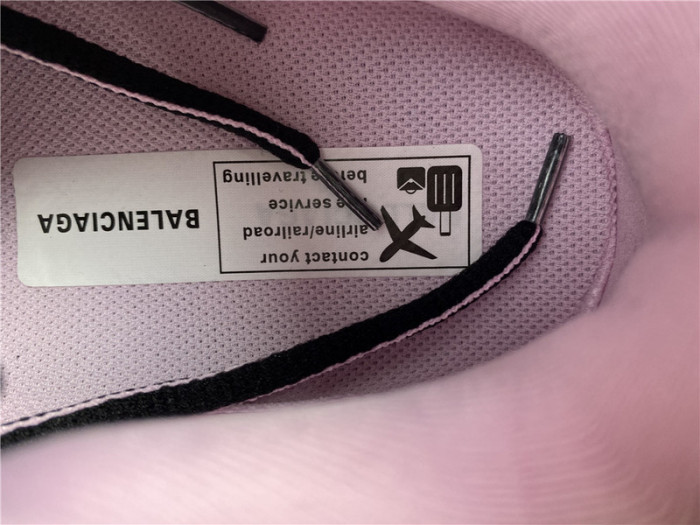 contact your
airline/railroad
service
travelling
BALENCIAGA